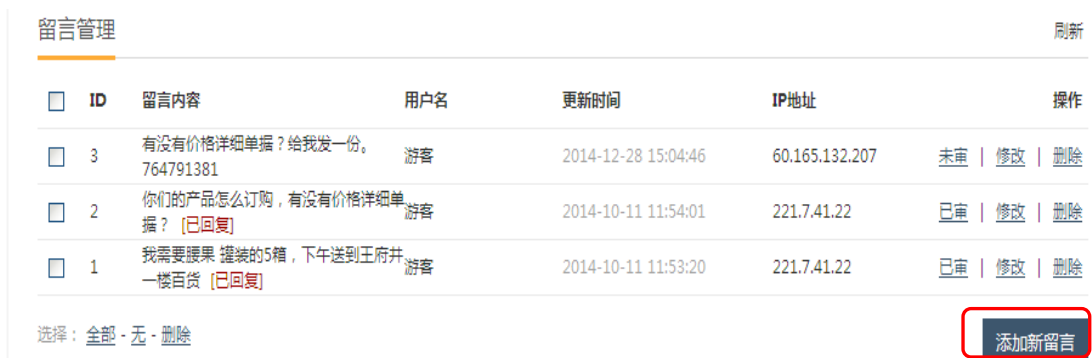 留言管理 刷新
ID 留言内容 用户名 更新时间 IP地址 操作
3 有没有价格详细单据？给我发一份。 游客 2014-12-28 15:04:46 60.165.132.207 未审 | 修改 | 删除
764791381
2 你们的产品怎么订购，有没有价格详细单 游客 2014-10-11 11:54:01 221.7.41.22 已审 | 修改 | 删除
据？ [已回复]
1 我需要腰果 罐装的5箱，下午送到王府井 游客 2014-10-11 11:53:20 221.7.41.22 已审 | 修改 | 删除
一楼百货 [已回复]
选择： 全部 - 无 - 删除 添加新留言